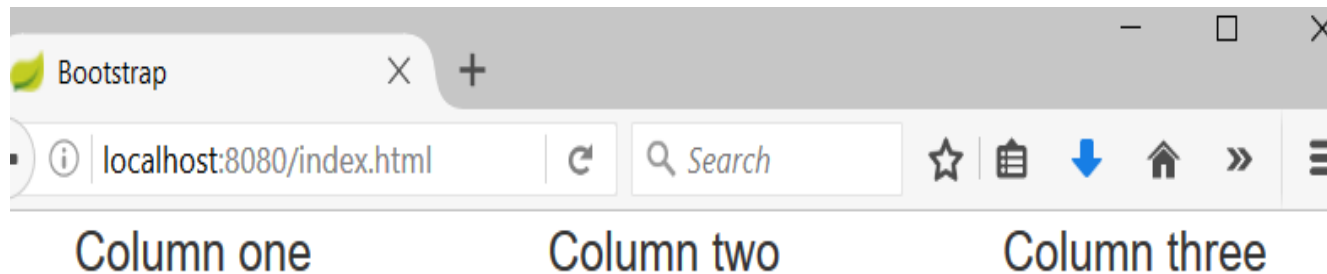 Bootstrap
localhost:8080/index.html Search
Column one Column two Column three